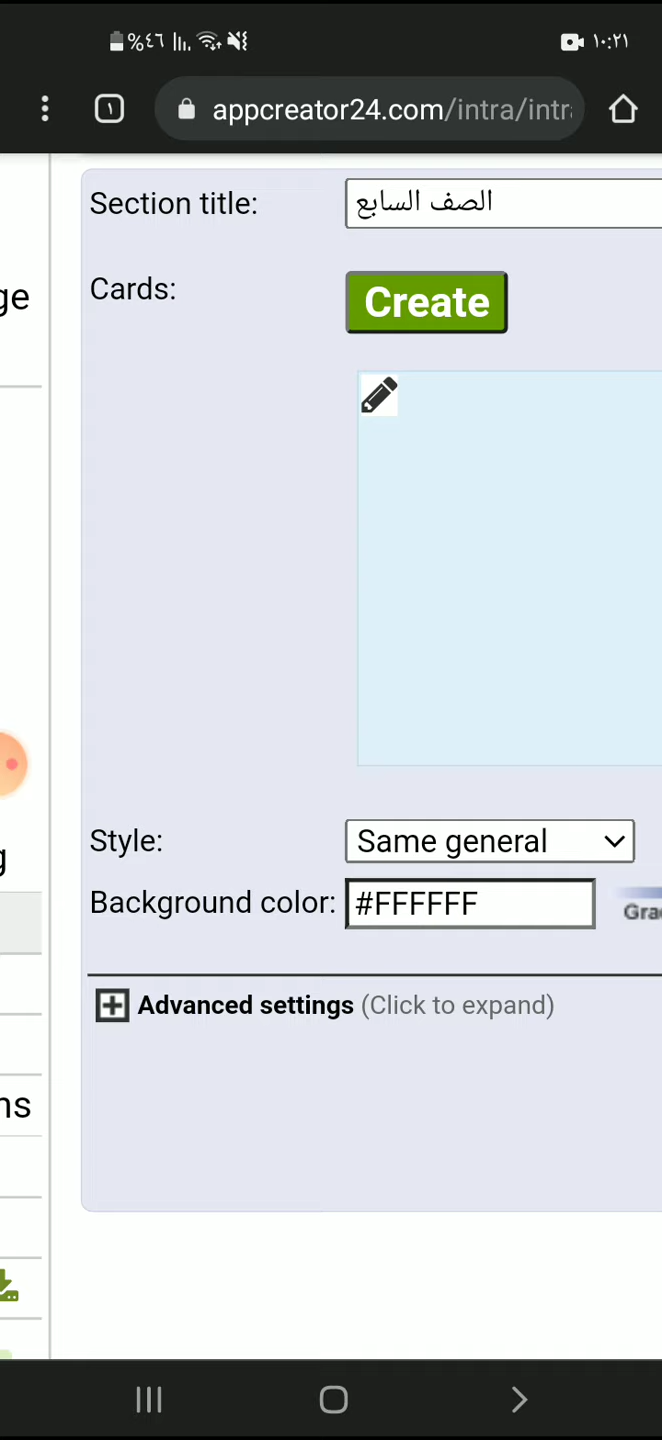 %٤٦ ١٠:٢١
١ appcreator24.com/intra/intr
Section title: الصف السابع
ge
Cards: Create
Style: Same general
g
Background color: #FFFFFF Gra
Advanced settings (Click to expand)
ns